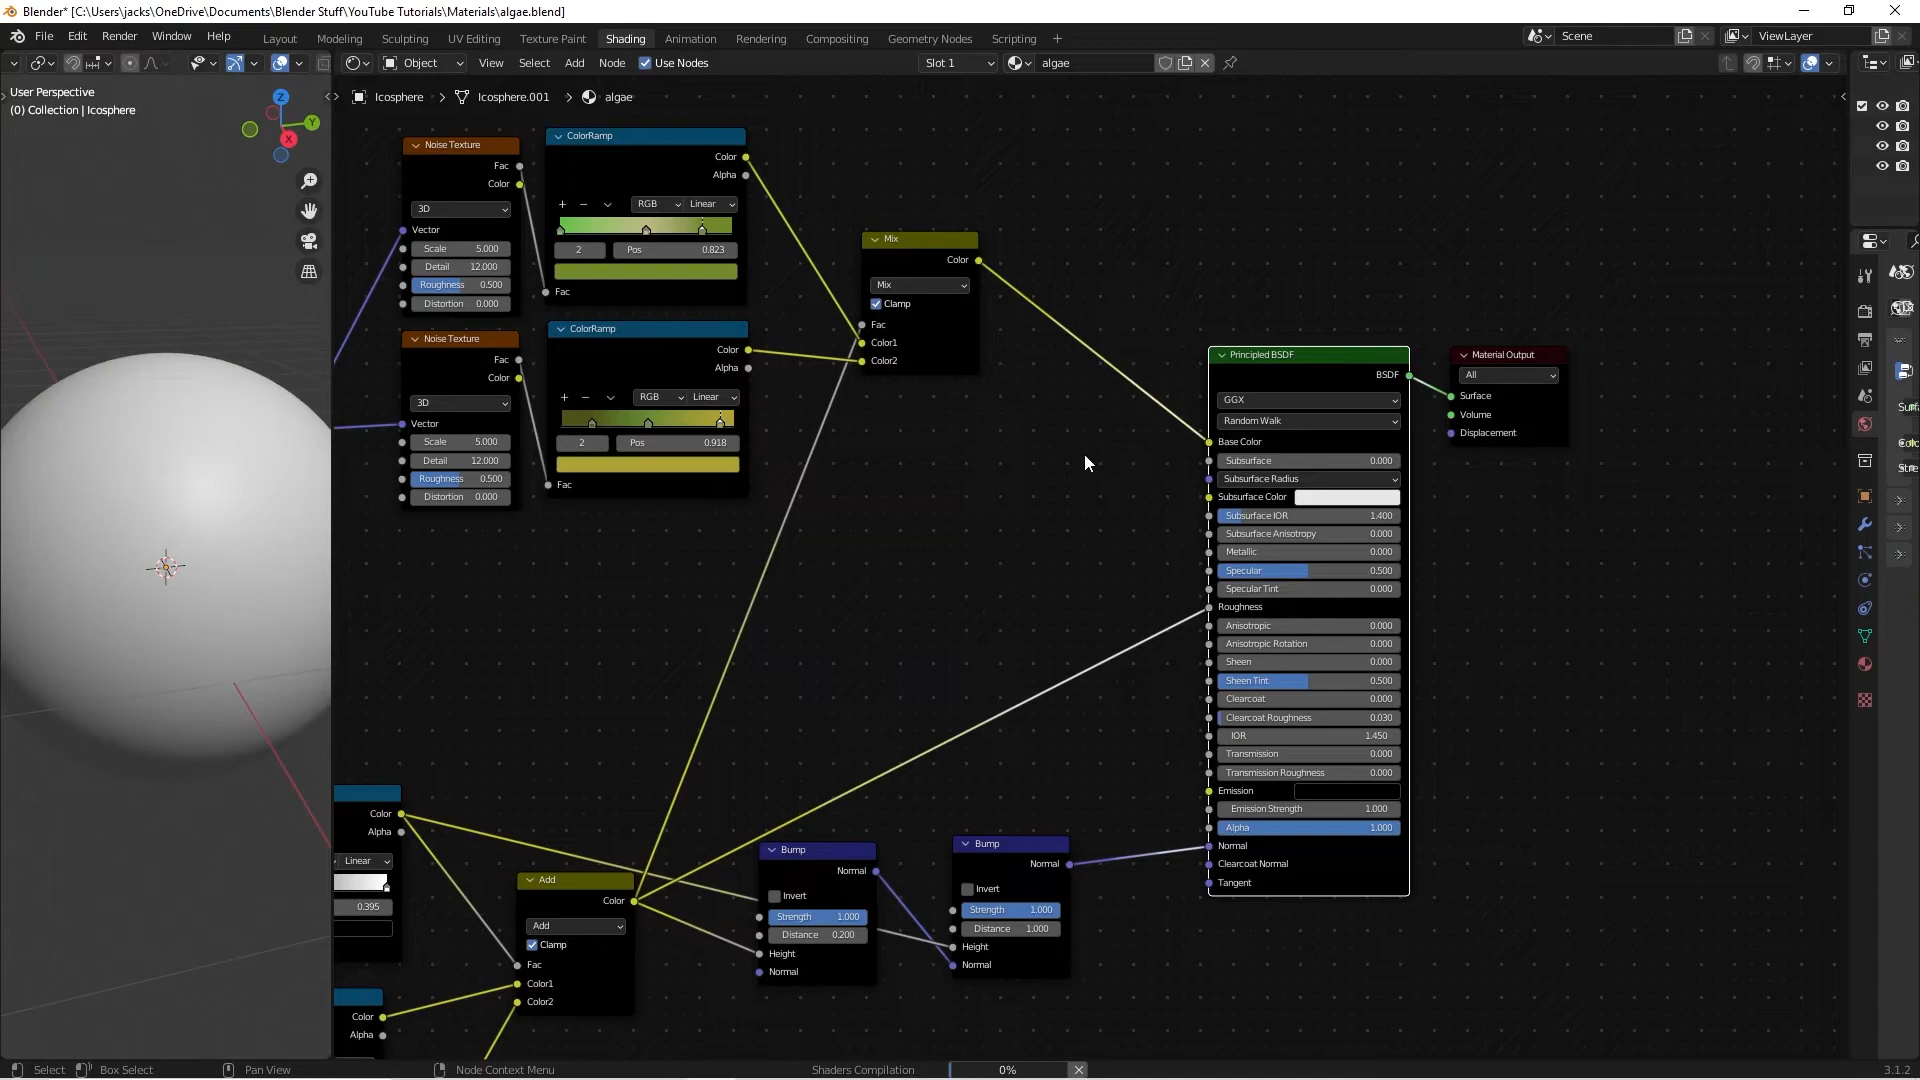 Blender* [C:\Users\jacks\OneDrive\Documents\Blender Stuff\YouTube Tutorials\Materials\algae.blend]
File Edit Render Window Help Layout Modeling Sculpting UV Editing Texture Paint Shading Animation Rendering Compositing Geometry Nodes Scripting + Scene ViewLayer
Object View Select Add Node Use Nodes Slot 1 algae
User Perspective
(0) Collection | Icosphere
Z
Y
X
Icosphere > Icosphere.001 > algae
Noise Texture
Fac
Color
3D
Vector
Scale 5.000
Detail 12.000
Roughness 0.500
Distortion 0.000
ColorRamp
Color
Alpha
RGB Linear
2 Pos 0.823
Fac
Noise Texture
Fac
Color
3D
Vector
Scale 5.000
Detail 12.000
Roughness 0.500
Distortion 0.000
ColorRamp
Color
Alpha
RGB Linear
2 Pos 0.918
Fac
Mix
Color
Mix
Clamp
Fac
Color1
Color2
Principled BSDF
BSDF
GGX
Random Walk
Base Color
Subsurface 0.000
Subsurface Radius
Subsurface Color
Subsurface IOR 1.400
Subsurface Anisotropy 0.000
Metallic 0.000
Specular 0.500
Specular Tint 0.000
Roughness
Anisotropic 0.000
Anisotropic Rotation 0.000
Sheen 0.000
Sheen Tint 0.500
Clearcoat 0.000
Clearcoat Roughness 0.030
IOR 1.450
Transmission 0.000
Transmission Roughness 0.000
Emission
Emission Strength 1.000
Alpha 1.000
Normal
Clearcoat Normal
Tangent
Material Output
All
Surface
Volume
Displacement
Color
Alpha
Linear
0.395
Color
Alpha
Add
Color
Add
Clamp
Fac
Color1
Color2
Bump
Normal
Invert
Strength 1.000
Distance 0.200
Height
Normal
Bump
Normal
Invert
Strength 1.000
Distance 1.000
Height
Normal
Select Box Select Pan View Node Context Menu Shaders Compilation 0% 3.1.2